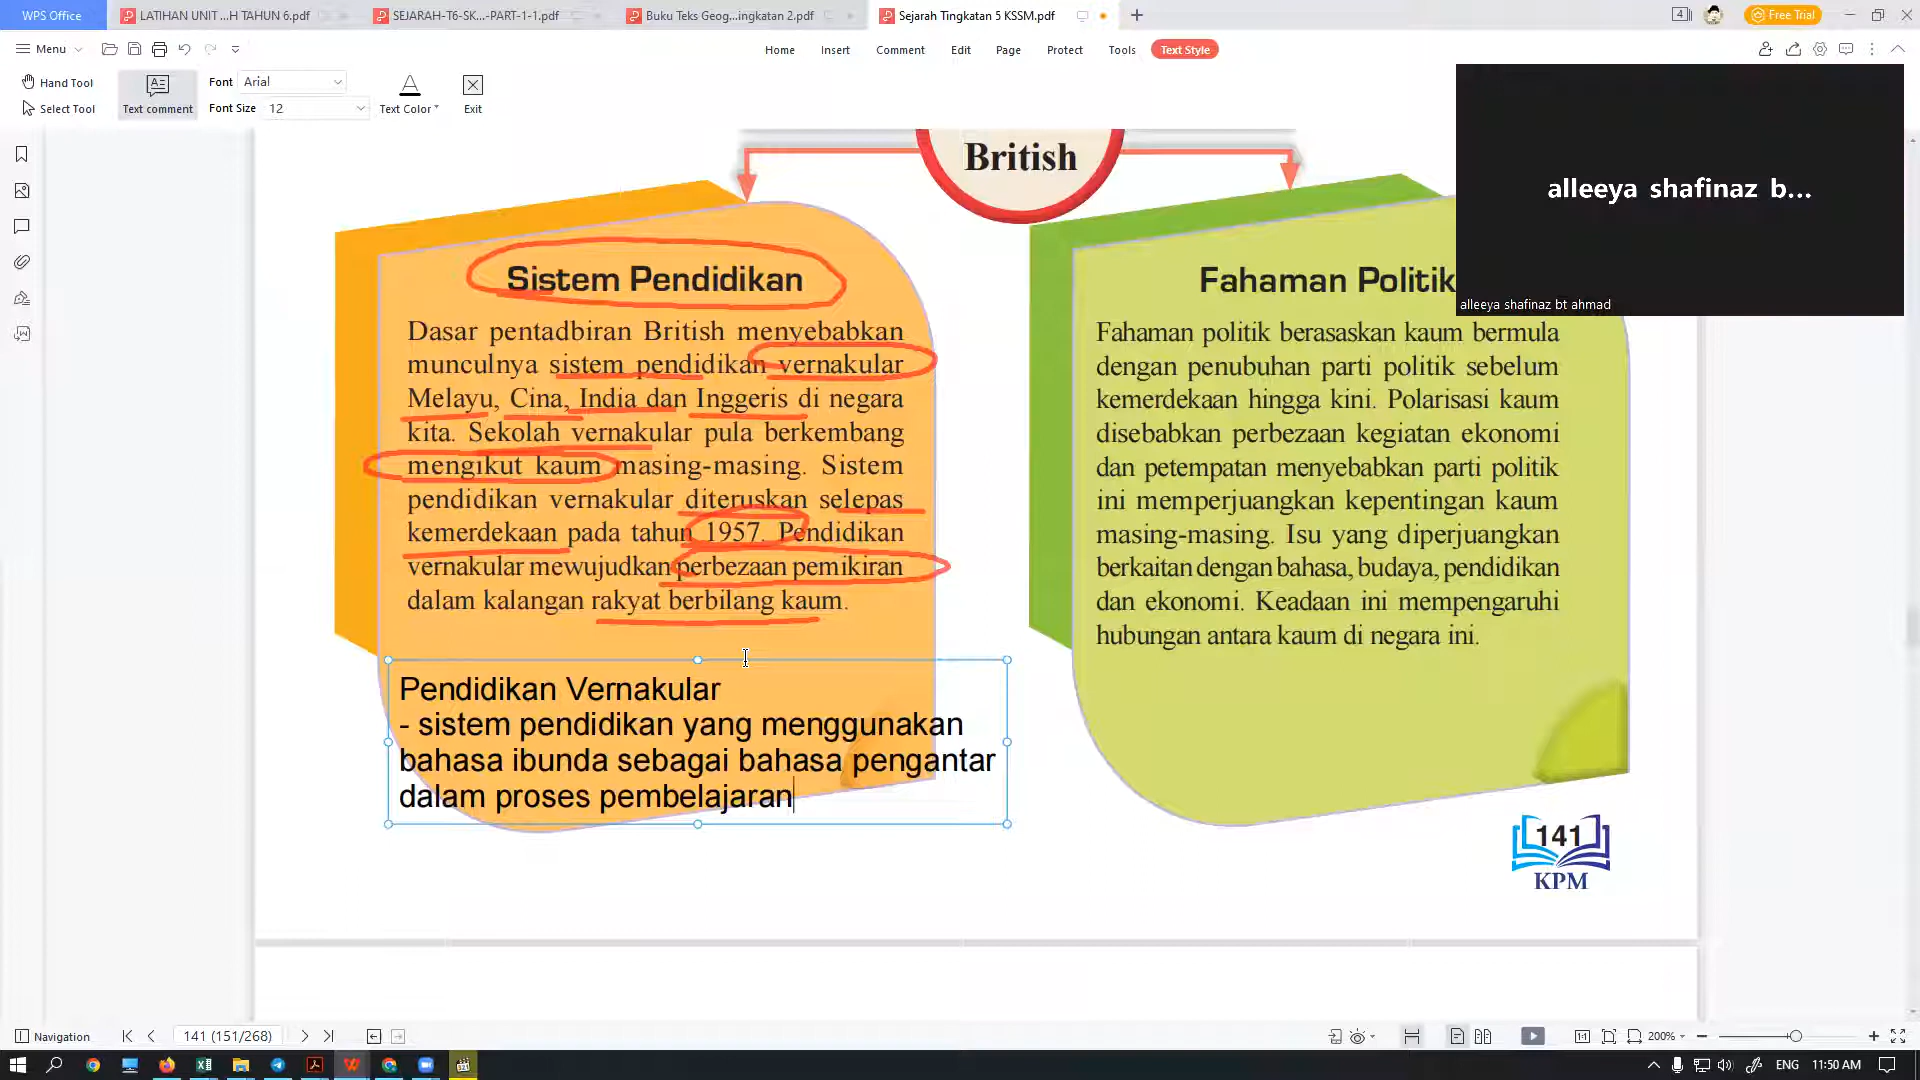 WPS Office
LATIHAN UNIT ...H TAHUN 6.pdf
SEJARAH-T6-SK...-PART-1-1.pdf
Buku Teks Geog...ingkatan 2.pdf
Sejarah Tingkatan 5 KSSM.pdf
4
Free Trial
Menu
Home
Insert
Comment
Edit
Page
Protect
Tools
Text Style
Hand Tool
Select Tool
Text comment
Font Arial
Font Size 12
Text Color
Exit
British
alleeya shafinaz b...
alleeya shafinaz bt ahmad
Sistem Pendidikan
Dasar pentadbiran British menyebabkan
munculnya sistem pendidikan vernakular
Melayu, Cina, India dan Inggeris di negara
kita. Sekolah vernakular pula berkembang
mengikut kaum masing-masing. Sistem
pendidikan vernakular diteruskan selepas
kemerdekaan pada tahun 1957. Pendidikan
vernakular mewujudkan perbezaan pemikiran
dalam kalangan rakyat berbilang kaum.
Pendidikan Vernakular
- sistem pendidikan yang menggunakan
bahasa ibunda sebagai bahasa pengantar
dalam proses pembelajaran
Fahaman Politik
Fahaman politik berasaskan kaum bermula
dengan penubuhan parti politik sebelum
kemerdekaan hingga kini. Polarisasi kaum
disebabkan perbezaan kegiatan ekonomi
dan petempatan menyebabkan parti politik
ini memperjuangkan kepentingan kaum
masing-masing. Isu yang diperjuangkan
berkaitan dengan bahasa, budaya, pendidikan
dan ekonomi. Keadaan ini mempengaruhi
hubungan antara kaum di negara ini.
141
KPM
Navigation
141 (151/268)
200%
ENG
11:50 AM